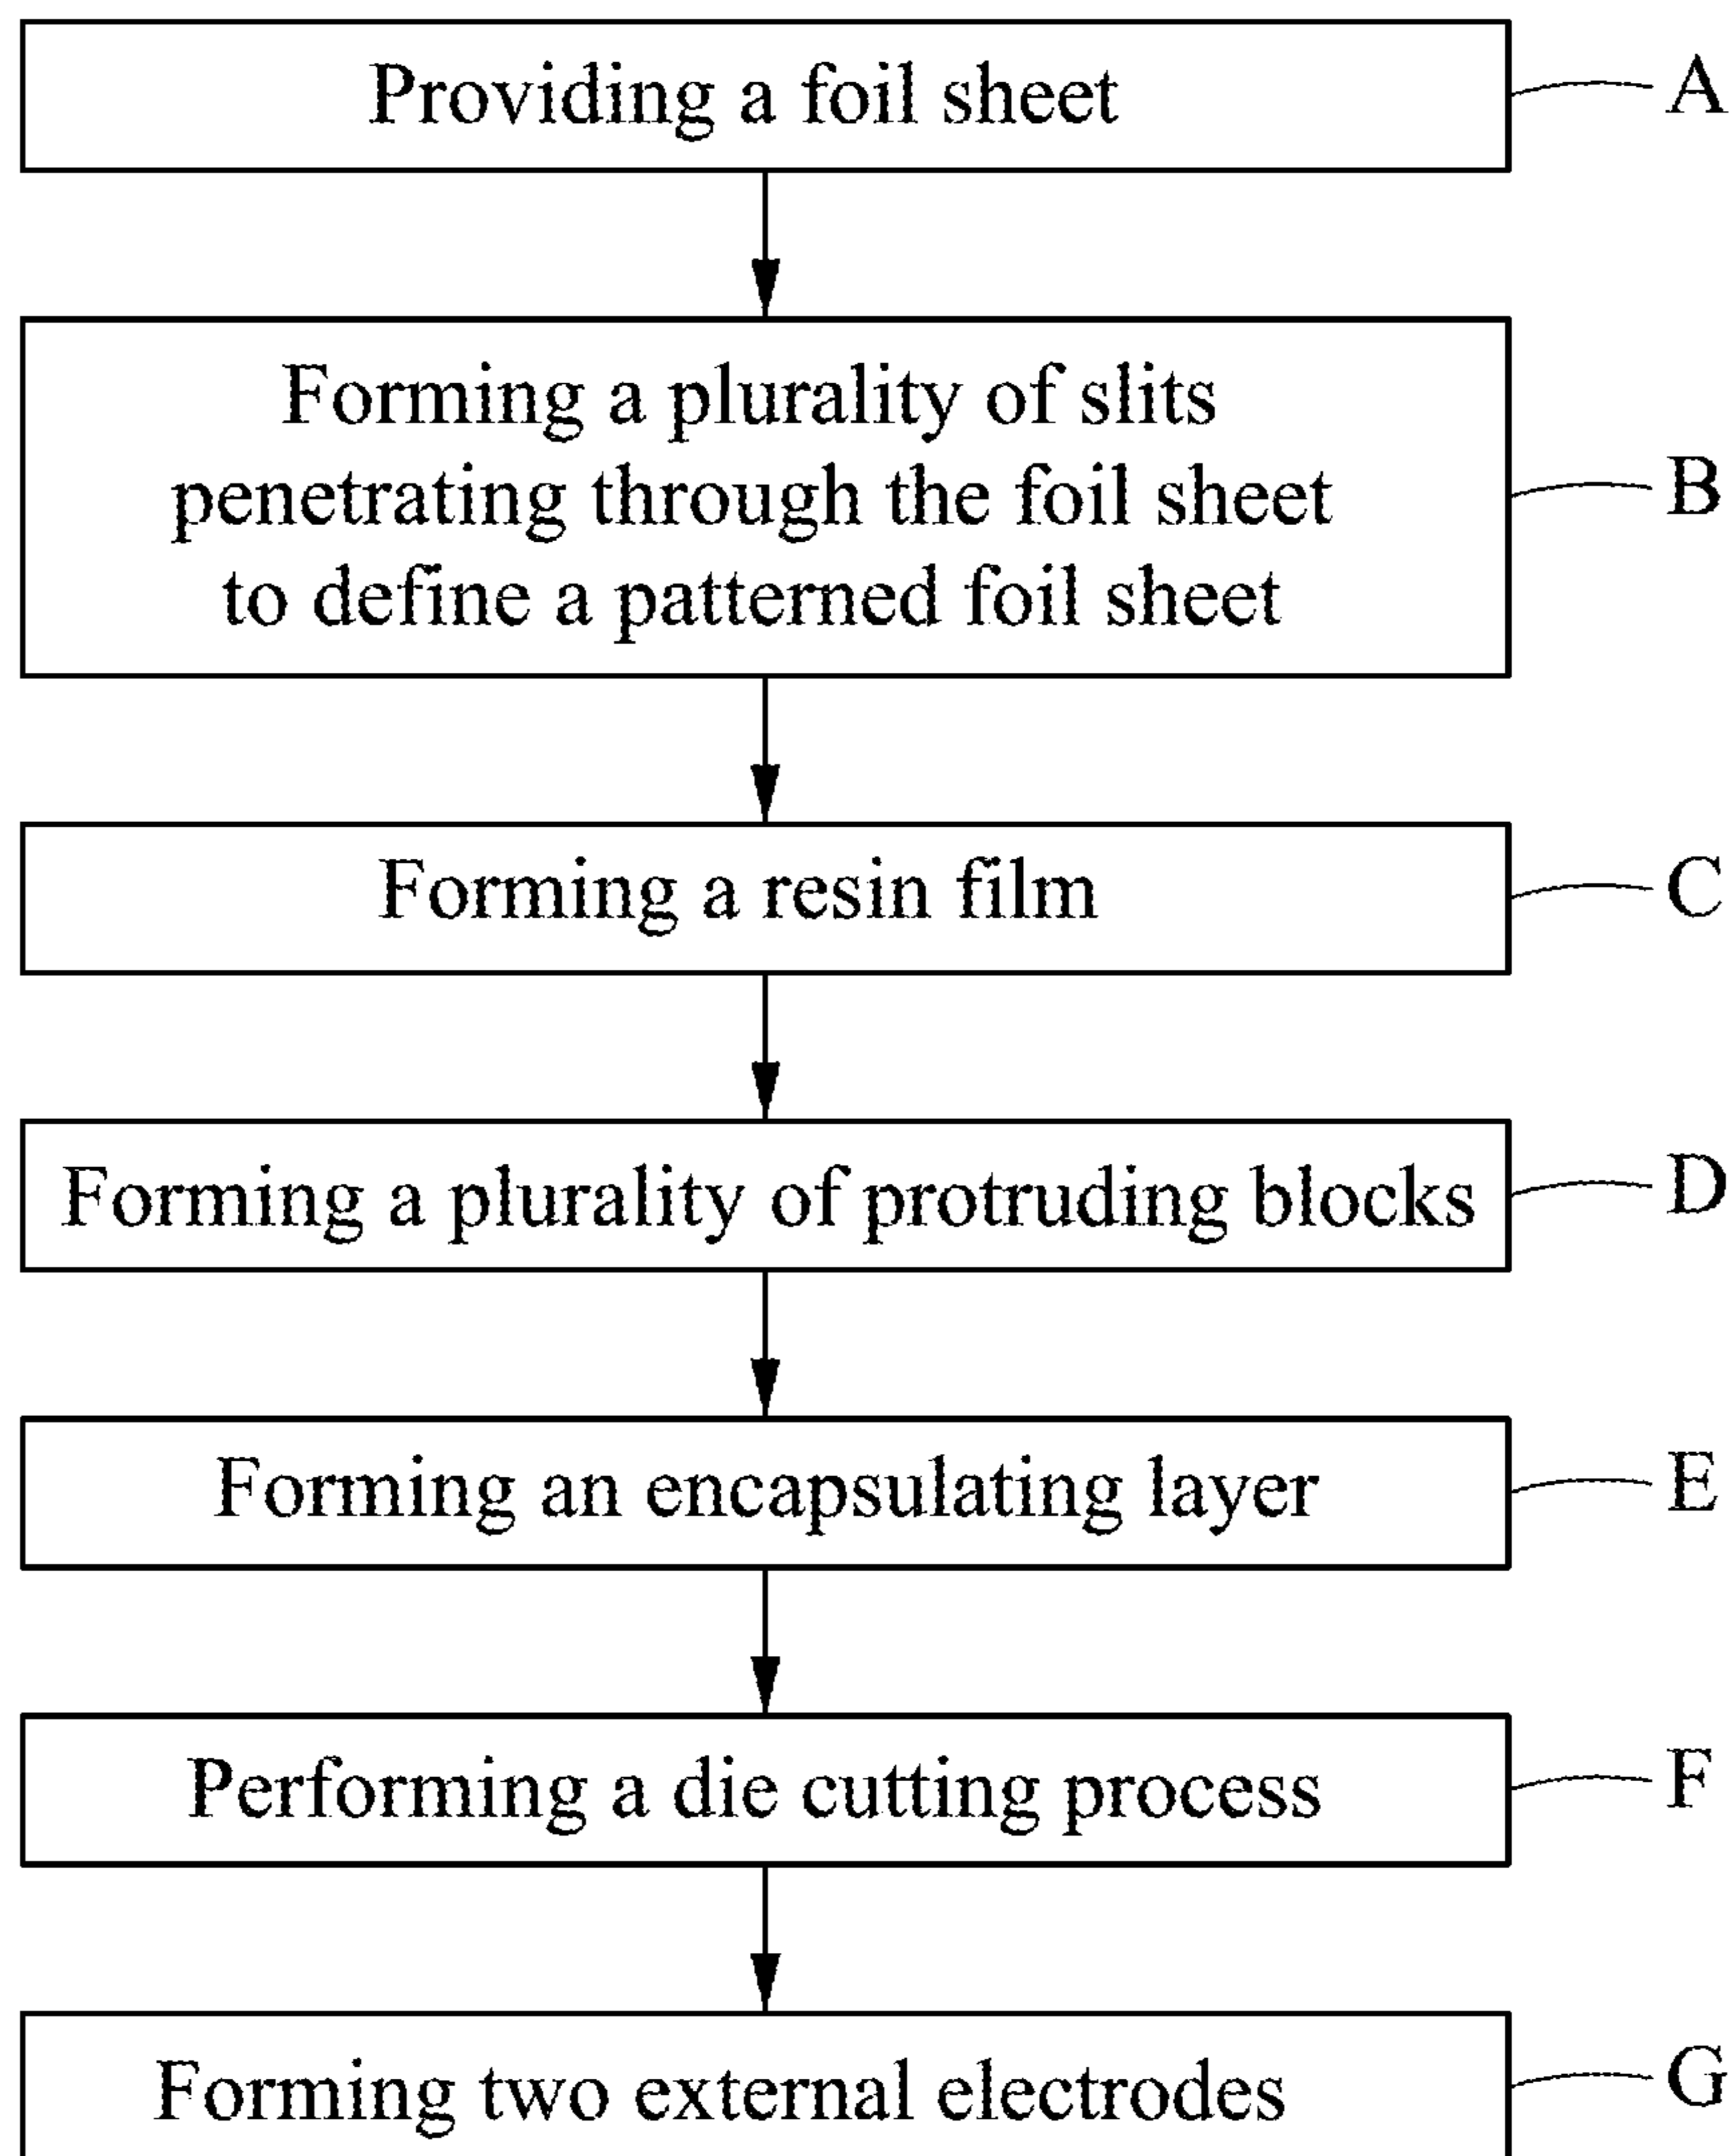 Providing a foil sheet
A
Forming a plurality of slits
penetrating through the foil sheet
to define a patterned foil sheet
B
Forming a resin film
C
Forming a plurality of protruding blocks
D
Forming an encapsulating layer
E
Performing a die cutting process
F
Forming two external electrodes
G